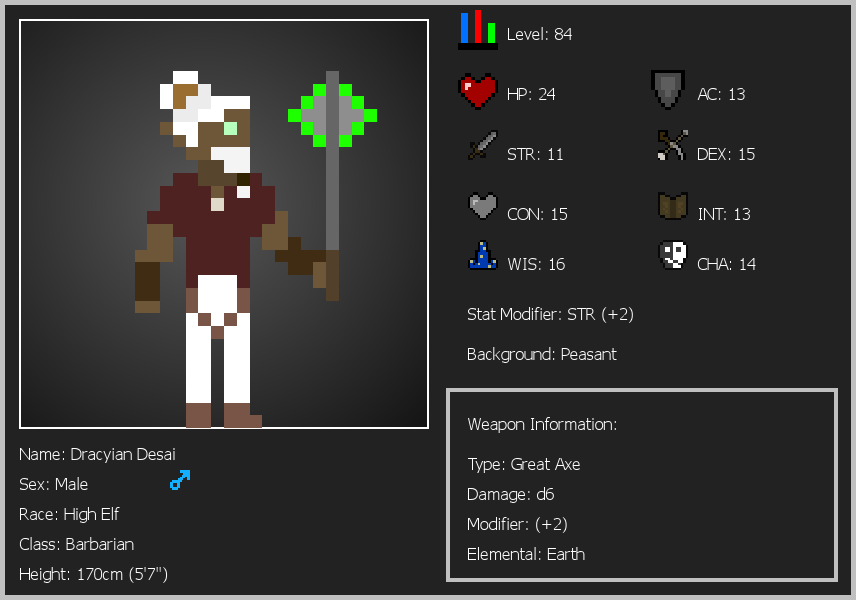 Level: 84
HP: 24
AC: 13
STR: 11
DEX: 15
CON: 15
INT: 13
WIS: 16
CHA: 14
Stat Modifier: STR (+2)
Background: Peasant
Weapon Information:
Type: Great Axe
Damage: d6
Modifier: (+2)
Elemental: Earth
Name: Dracyian Desai
Sex: Male
Race: High Elf
Class: Barbarian
Height: 170cm (5'7")